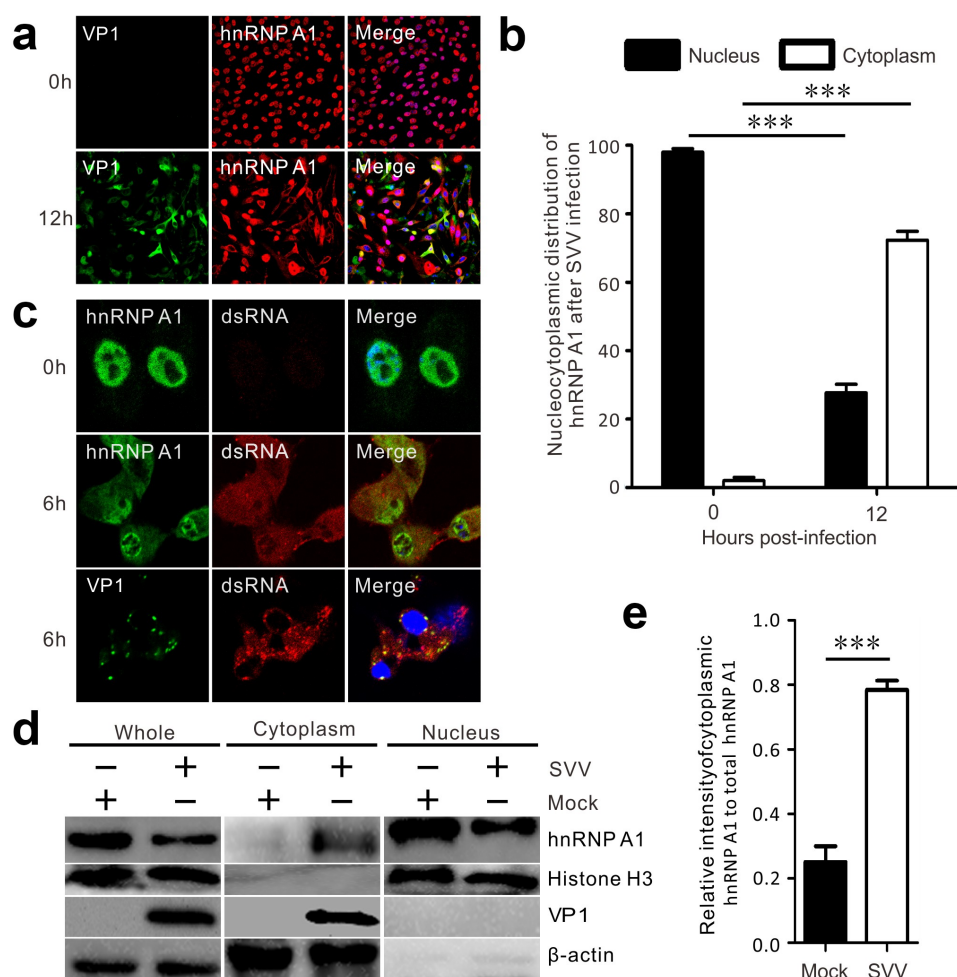 a
VP1 hnRNP A1 Merge
0h
VP1 hnRNP A1 Merge
12h
b
Nucleus Cytoplasm
***
***
Nucleocytoplasmic distribution of
hnRNP A1 after SVV infection
100
80
60
40
20
0
0 12
Hours post-infection
c
hnRNP A1 dsRNA Merge
0h
hnRNP A1 dsRNA Merge
6h
VP1 dsRNA Merge
6h
d
Whole Cytoplasm Nucleus
− + − + − + SVV
+ − + − + − Mock
hnRNP A1
Histone H3
VP1
β-actin
e
Relative intensityofcytoplasmic
hnRNP A1 to total hnRNP A1
1.0
0.8
0.6
0.4
0.2
0.0
***
Mock SVV